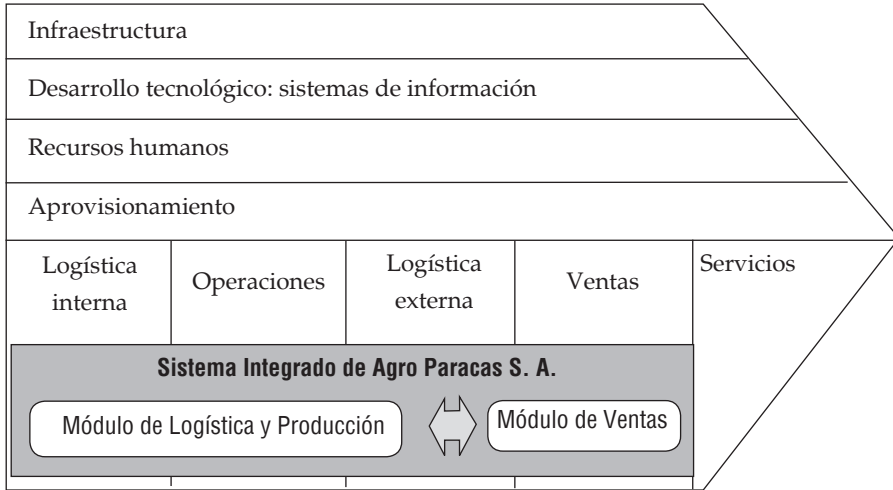 Infraestructura
Desarrollo tecnológico: sistemas de información
Recursos humanos
Aprovisionamiento
Logística
interna
Operaciones
Logística
externa
Ventas
Servicios
Sistema Integrado de Agro Paracas S. A.
Módulo de Logística y Producción
Módulo de Ventas